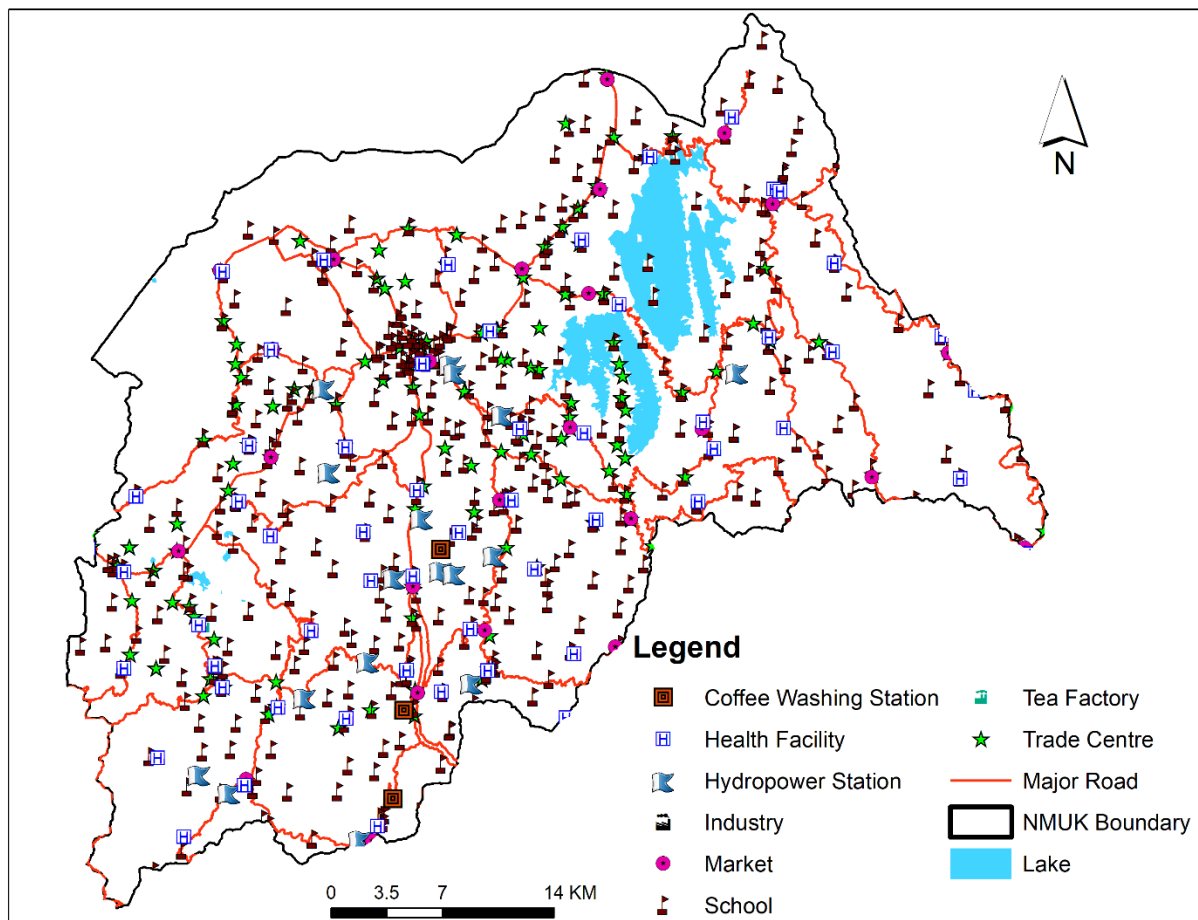 N
Legend
Coffee Washing Station
Health Facility
Hydropower Station
Industry
Market
School
Tea Factory
Trade Centre
Major Road
NMUK Boundary
Lake
0 3.5 7 14 KM